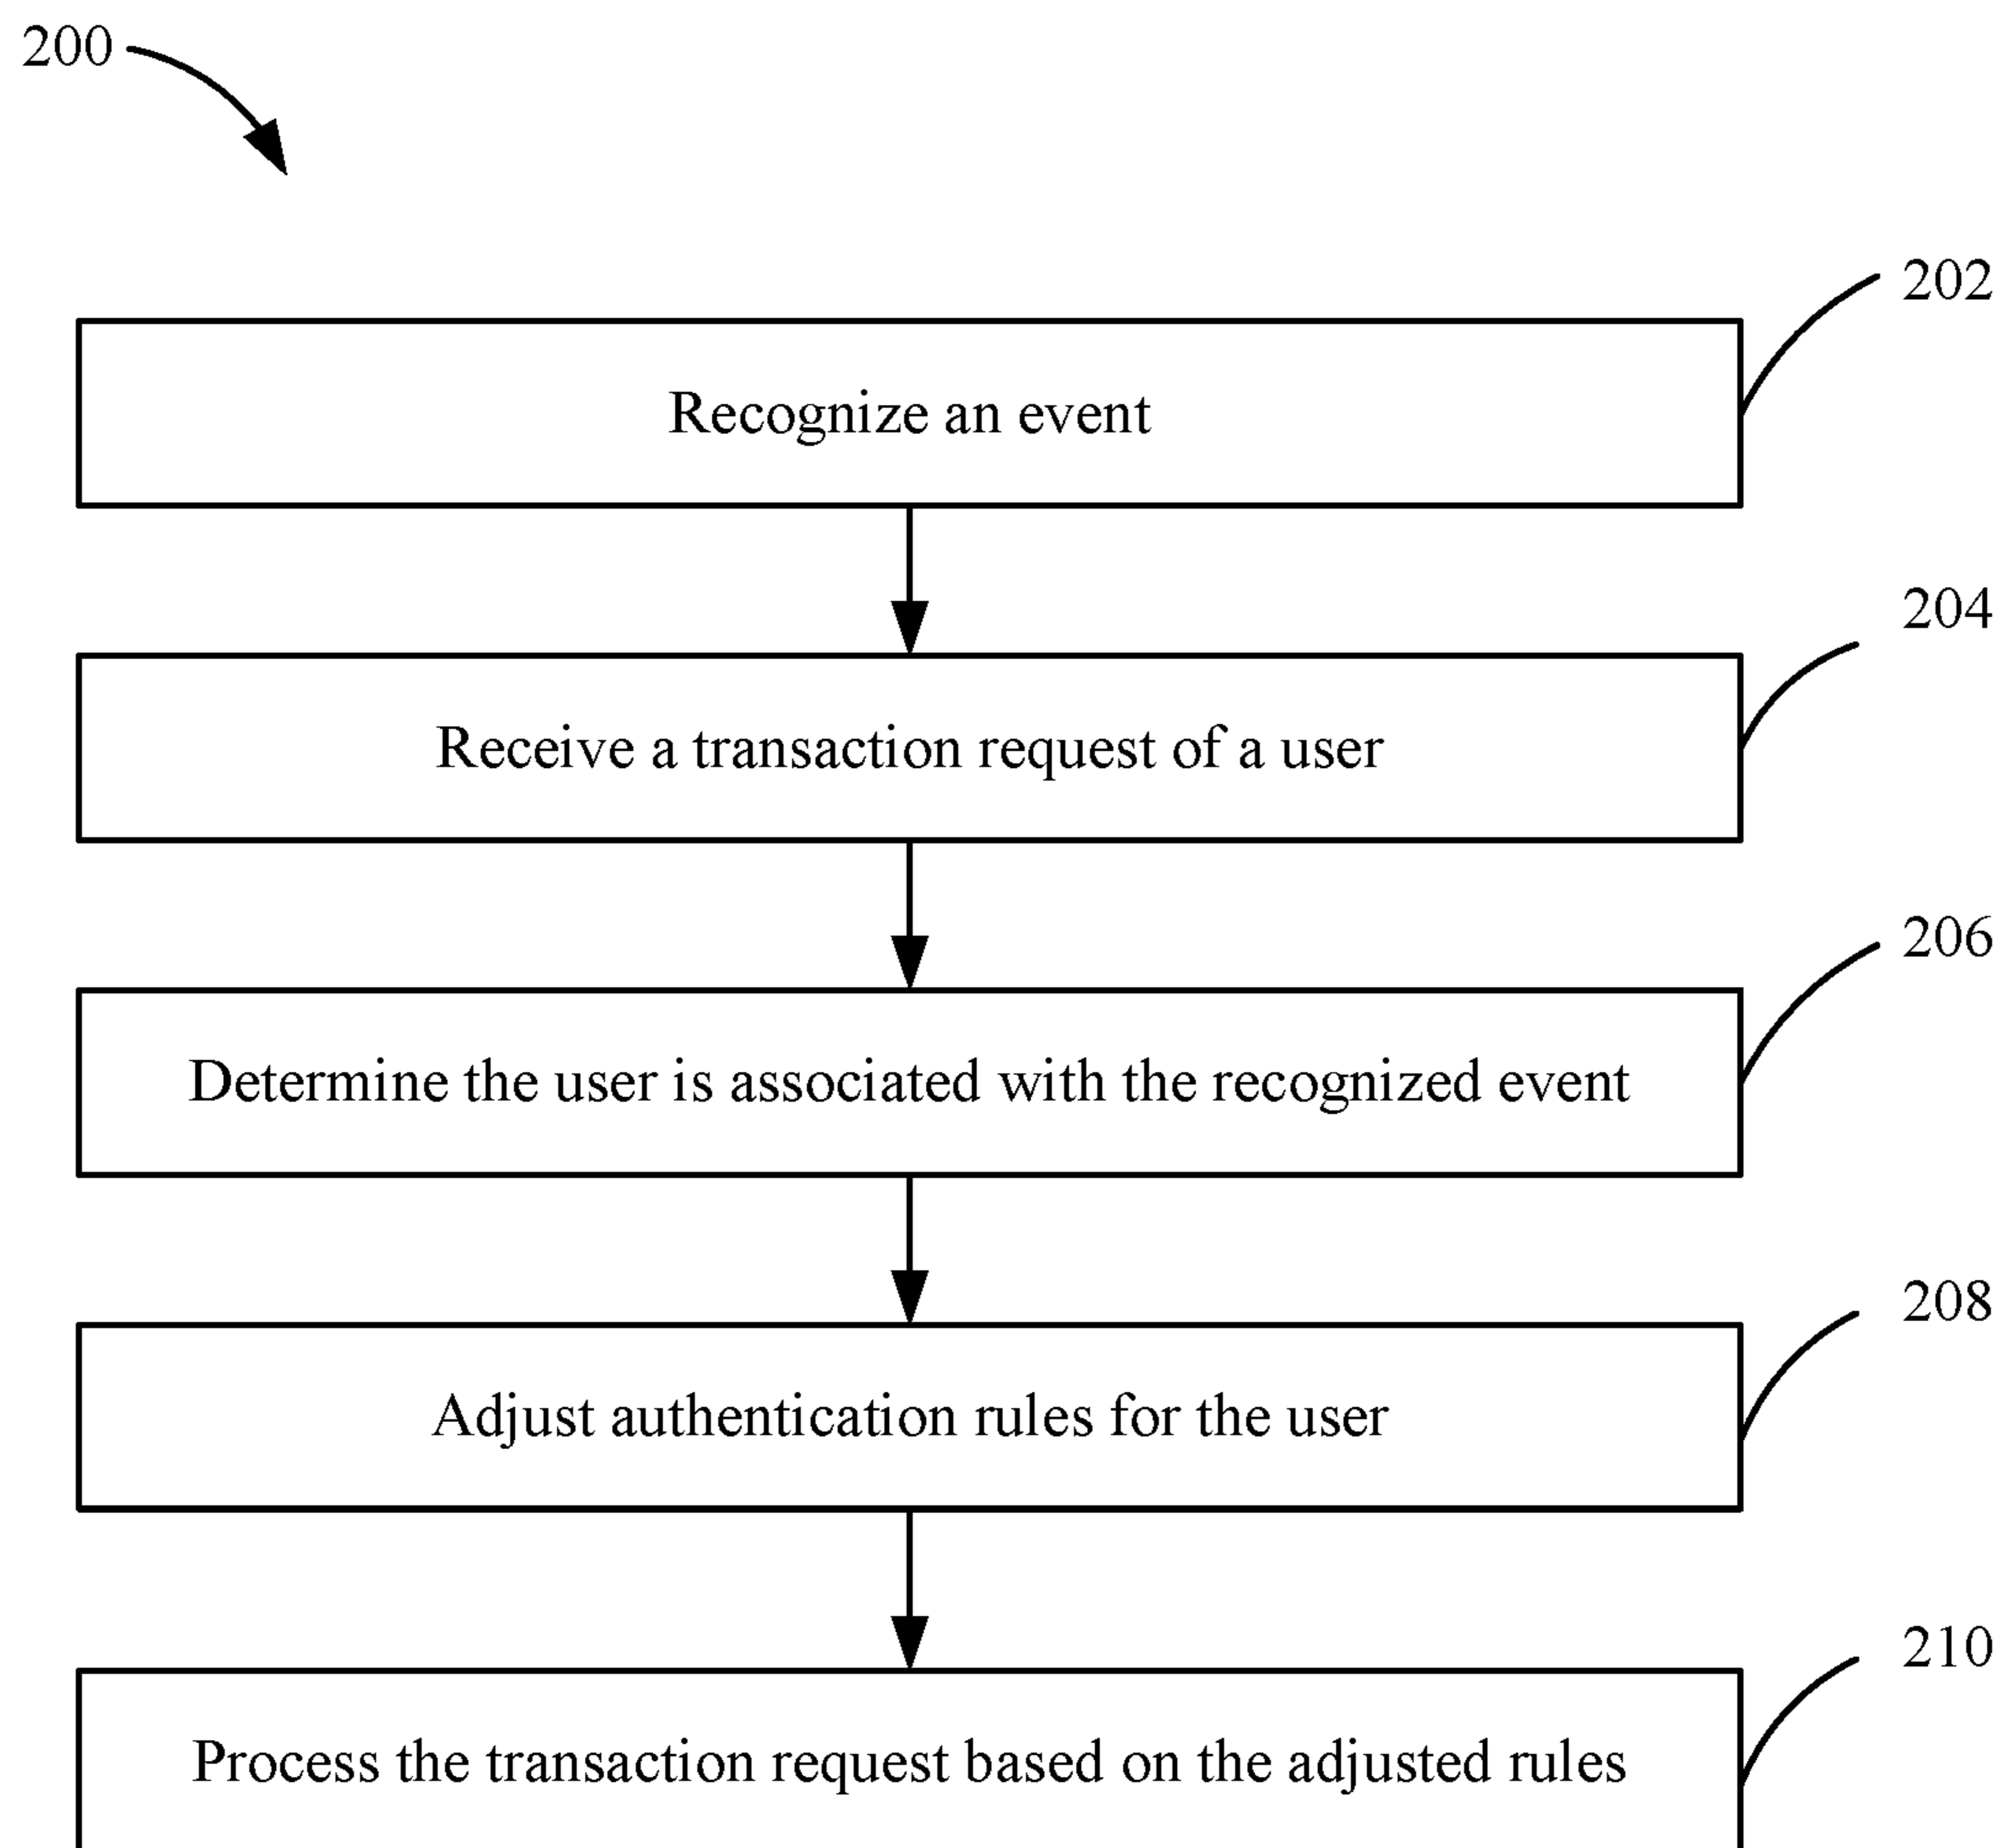 200
202
Recognize an event
204
Receive a transaction request of a user
206
Determine the user is associated with the recognized event
208
Adjust authentication rules for the user
210
Process the transaction request based on the adjusted rules